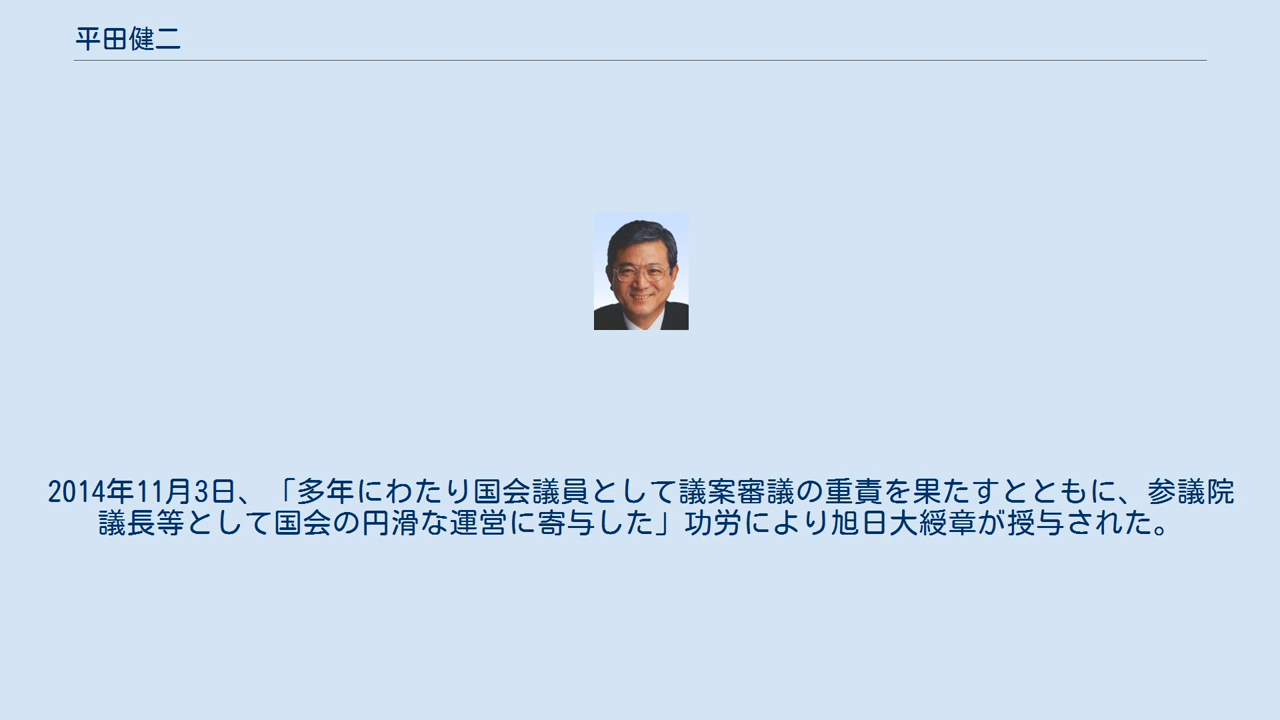 平田健二
2014年11月3日、「多年にわたり国会議員として議案審議の重責を果たすとともに、参議院
議長等として国会の円滑な運営に寄与した」功労により旭日大綬章が授与された。